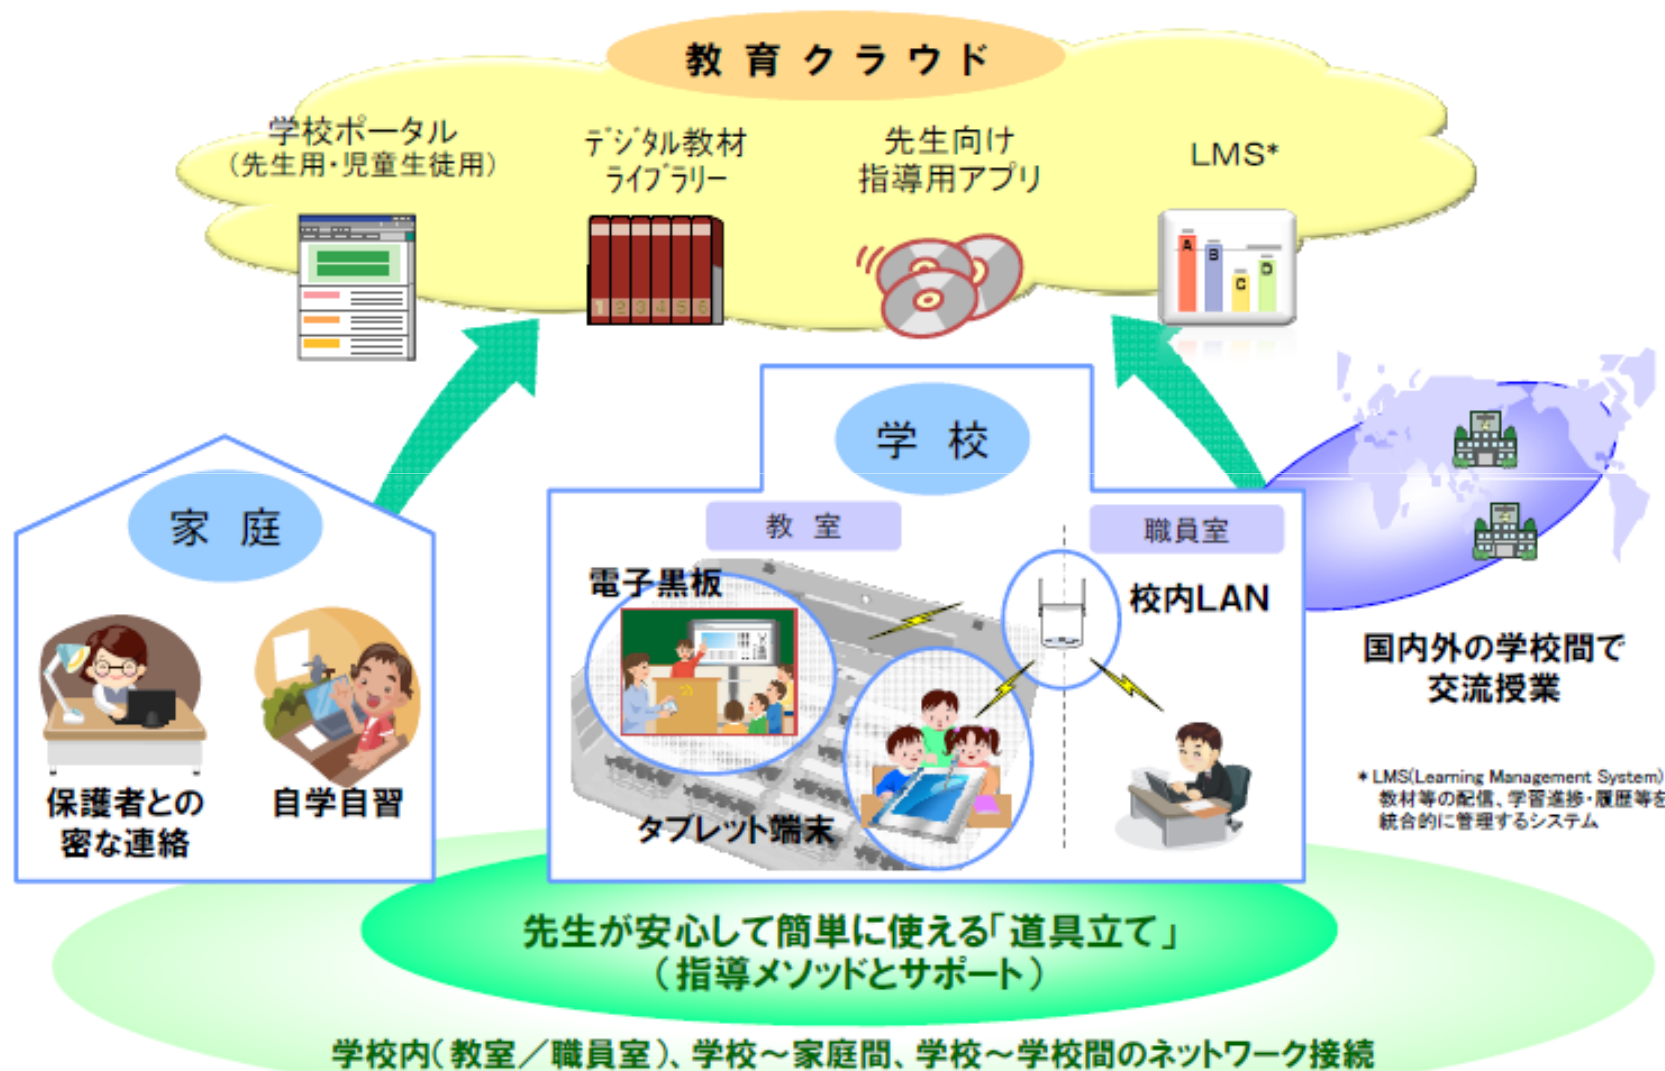 教育クラウド
学校ポータル
（先生用・児童生徒用）
デジタル教材
ライブラリー
先生向け
指導用アプリ
LMS*
1 2 3 4 5 6
A
B
C
D
学校
家庭
教室
職員室
電子黒板
校内LAN
タブレット端末
保護者との
密な連絡
自学自習
国内外の学校間で
交流授業
* LMS(Learning Management System)
教材等の配信、学習進捗・履歴等を
統合的に管理するシステム
先生が安心して簡単に使える「道具立て」
（指導メソッドとサポート）
学校内（教室／職員室）、学校～家庭間、学校～学校間のネットワーク接続